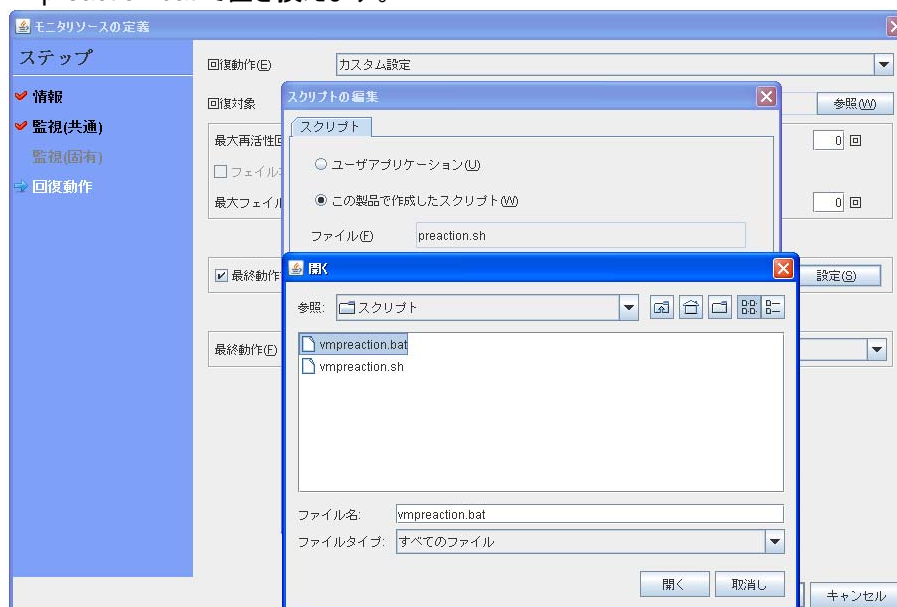 モニタリソースの定義
ステップ
情報
監視(共通)
監視(固有)
回復動作
回復動作(E)
カスタム設定
回復対象
参照(W)
最大再活性
0 回
フェイル
最大フェイル
0 回
最終動作
設定(S)
最終動作(F)
キャンセル
スクリプトの編集
スクリプト
ユーザアプリケーション(U)
この製品で作成したスクリプト(W)
ファイル(F)
preaction.sh
開く
参照:
スクリプト
vmpreaction.bat
vmpreaction.sh
ファイル名:
vmpreaction.bat
ファイルタイプ:
すべてのファイル
開く
取消し